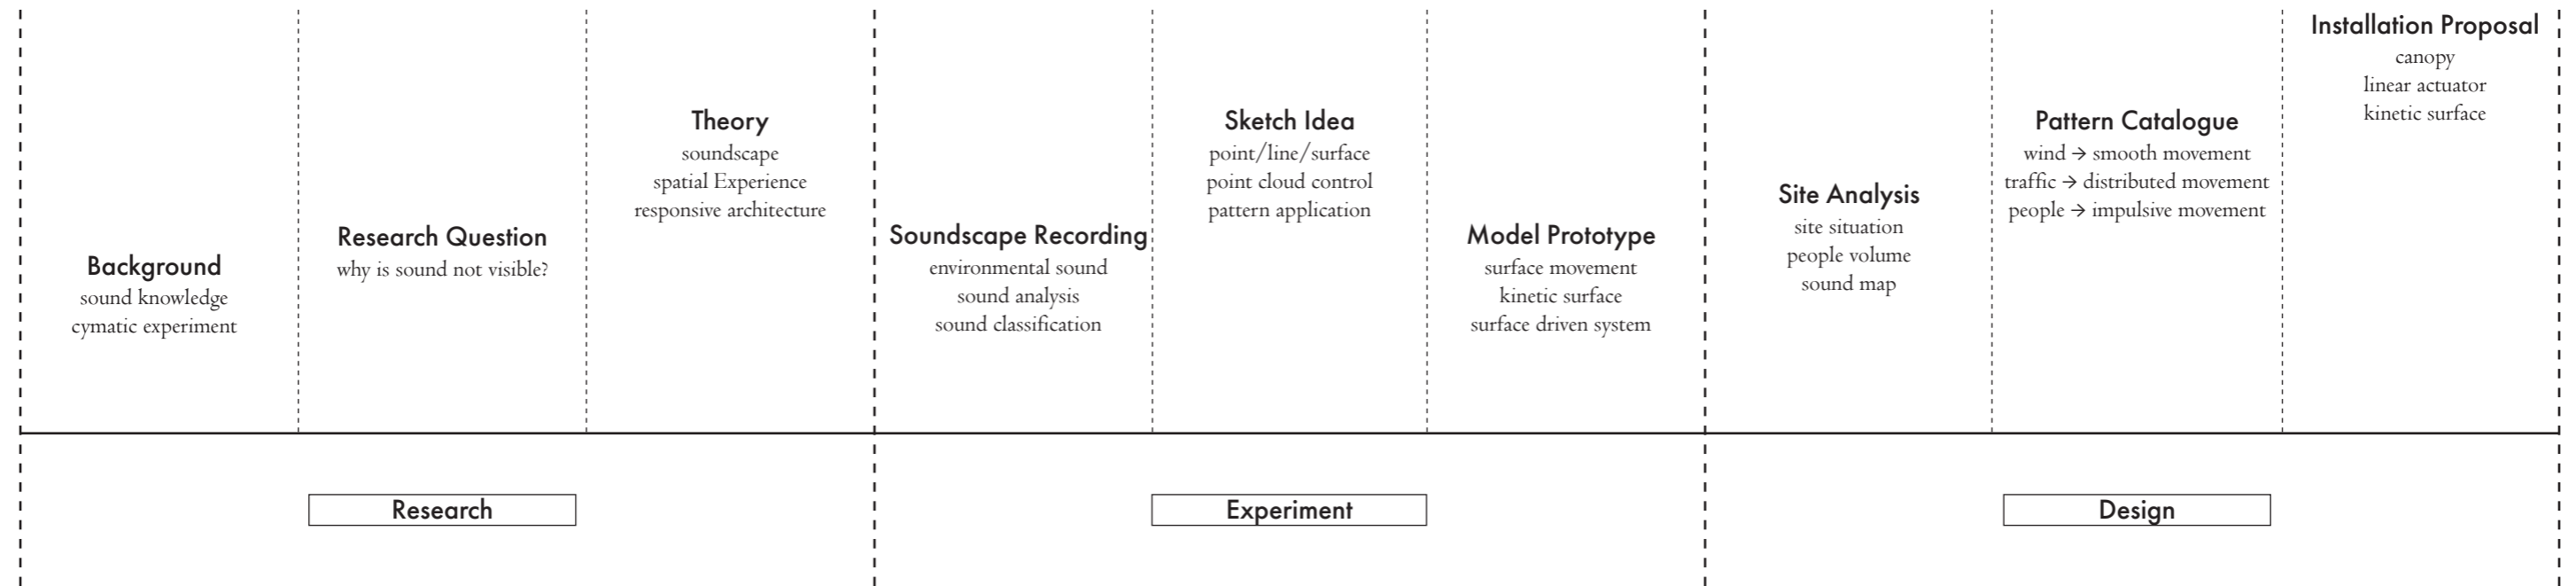 Background
sound knowledge
cymatic experiment
Research Question
why is sound not visible?
Theory
soundscape
spatial Experience
responsive architecture
Soundscape Recording
environmental sound
sound analysis
sound classification
Sketch Idea
point/line/surface
point cloud control
pattern application
Model Prototype
surface movement
kinetic surface
surface driven system
Site Analysis
site situation
people volume
sound map
Pattern Catalogue
wind → smooth movement
traffic → distributed movement
people → impulsive movement
Installation Proposal
canopy
linear actuator
kinetic surface
Research
Experiment
Design